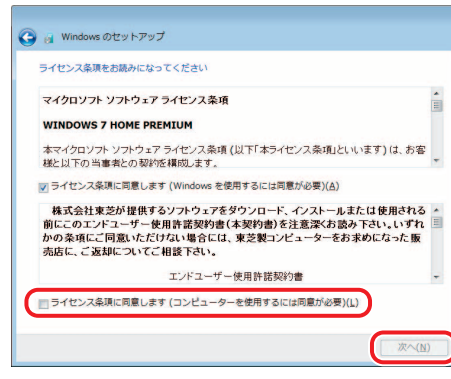 Windows のセットアップ
ライセンス条項をお読みになってください
マイクロソフト ソフトウェア ライセンス条項
WINDOWS 7 HOME PREMIUM
本マイクロソフト ソフトウェア ライセンス条項 (以下「本ライセンス条項」といいます) は、お客
様と以下の当事者との契約を構成します。
ライセンス条項に同意します (Windows を使用するには同意が必要)(A)
株式会社東芝が提供するソフトウェアをダウンロード、インストールまたは使用される
前にこのエンドユーザー使用許諾契約書(本契約書)を注意深くお読み下さい。いずれ
かの条項にご同意いただけない場合には、東芝製コンピューターをお求めになった販
売店に、ご返却についてご相談下さい。
エンドユーザー使用許諾契約書
ライセンス条項に同意します (コンピューターを使用するには同意が必要)(L)
次へ(N)